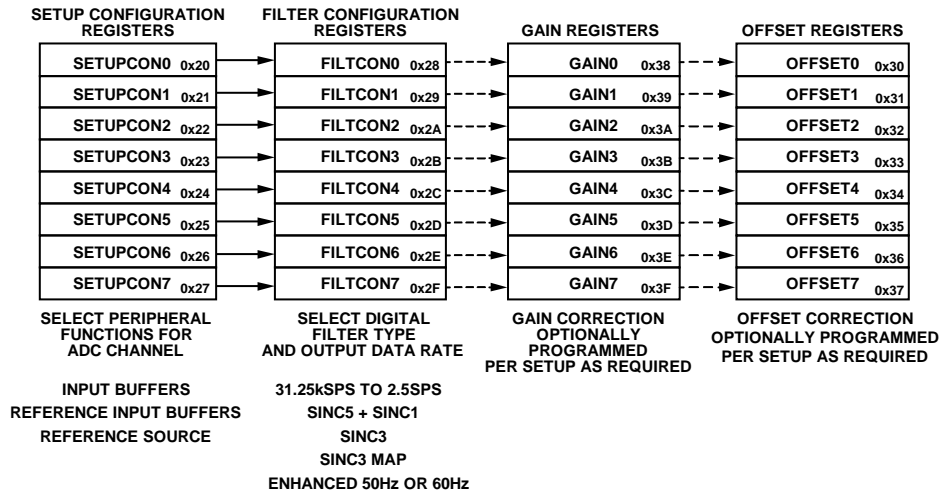 SETUP CONFIGURATION
REGISTERS
SETUPCON0 0x20
SETUPCON1 0x21
SETUPCON2 0x22
SETUPCON3 0x23
SETUPCON4 0x24
SETUPCON5 0x25
SETUPCON6 0x26
SETUPCON7 0x27
SELECT PERIPHERAL
FUNCTIONS FOR
ADC CHANNEL
INPUT BUFFERS
REFERENCE INPUT BUFFERS
REFERENCE SOURCE
FILTER CONFIGURATION
REGISTERS
FILTCON0 0x28
FILTCON1 0x29
FILTCON2 0x2A
FILTCON3 0x2B
FILTCON4 0x2C
FILTCON5 0x2D
FILTCON6 0x2E
FILTCON7 0x2F
SELECT DIGITAL
FILTER TYPE
AND OUTPUT DATA RATE
31.25kSPS TO 2.5SPS
SINC5 + SINC1
SINC3
SINC3 MAP
ENHANCED 50Hz OR 60Hz
GAIN REGISTERS
GAIN0 0x38
GAIN1 0x39
GAIN2 0x3A
GAIN3 0x3B
GAIN4 0x3C
GAIN5 0x3D
GAIN6 0x3E
GAIN7 0x3F
GAIN CORRECTION
OPTIONALLY
PROGRAMMED
PER SETUP AS REQUIRED
OFFSET REGISTERS
OFFSET0 0x30
OFFSET1 0x31
OFFSET2 0x32
OFFSET3 0x33
OFFSET4 0x34
OFFSET5 0x35
OFFSET6 0x36
OFFSET7 0x37
OFFSET CORRECTION
OPTIONALLY PROGRAMMED
PER SETUP AS REQUIRED